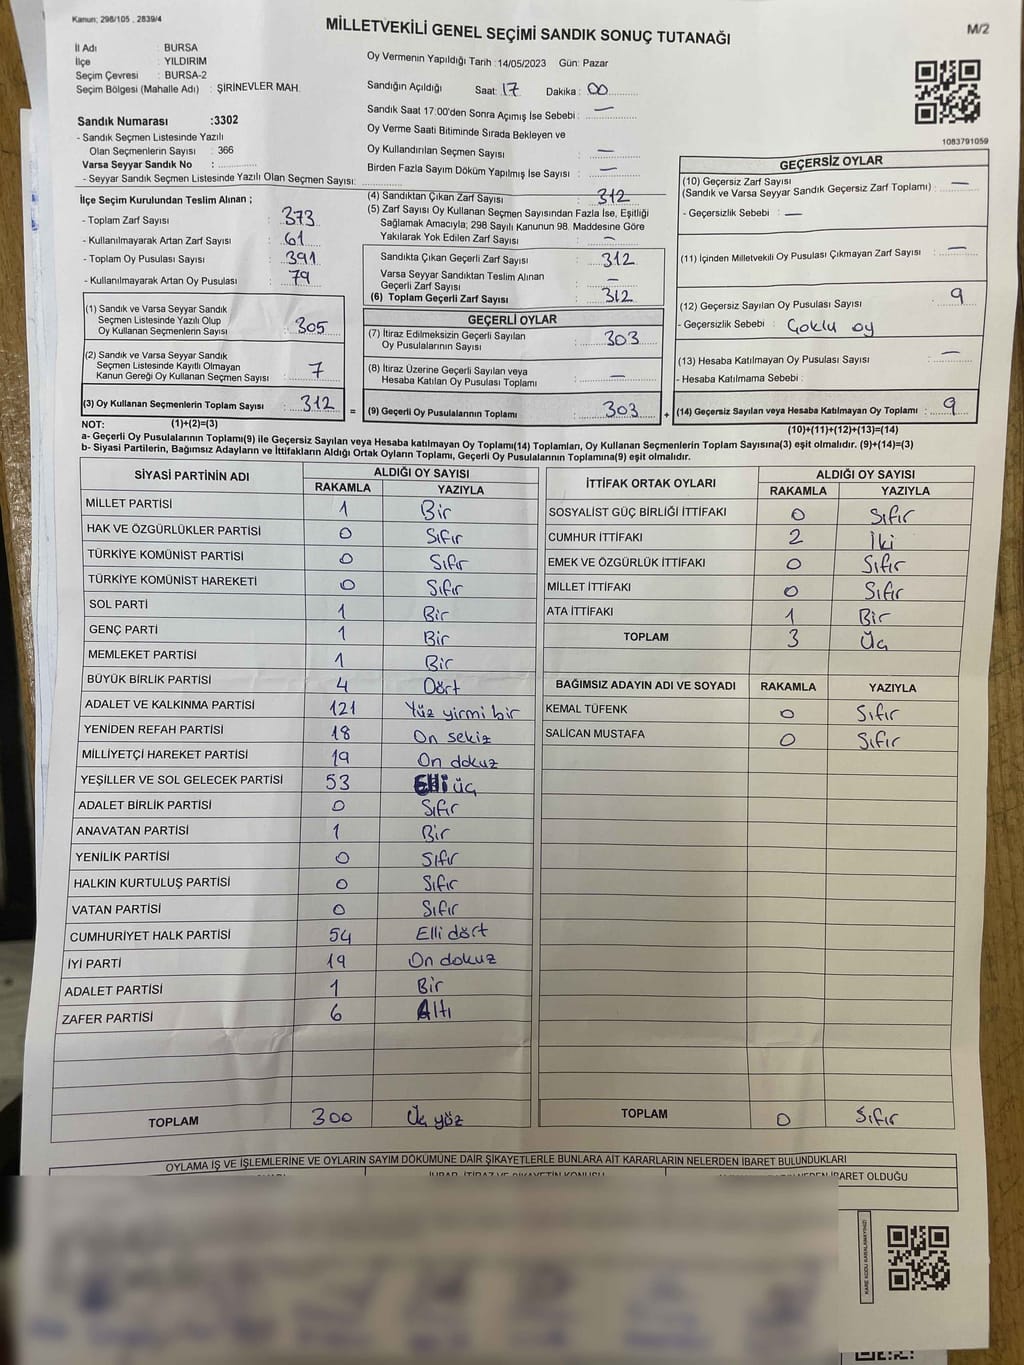 Kanun; 298/105 , 2839/4
MİLLETVEKİLİ GENEL SEÇİMİ SANDIK SONUÇ TUTANAĞI
M/2
İl Adı : BURSA
İlçe : YILDIRIM
Seçim Çevresi : BURSA-2
Seçim Bölgesi (Mahalle Adı) : ŞİRİNEVLER MAH.
Sandık Numarası :3302
- Sandık Seçmen Listesinde Yazılı
Olan Seçmenlerin Sayısı : 366
Varsa Seyyar Sandık No :
- Seyyar Sandık Seçmen Listesinde Yazılı Olan Seçmen Sayısı:
Oy Vermenin Yapıldığı Tarih :14/05/2023 Gün: Pazar
Sandığın Açıldığı Saat: 17 Dakika : 00
Sandık Saat 17:00'den Sonra Açımış İse Sebebi : —
Oy Verme Saati Bitiminde Sırada Bekleyen ve
Oy Kullandırılan Seçmen Sayısı : —
Birden Fazla Sayım Döküm Yapılmış İse Sayısı : —
1083791059
İlçe Seçim Kurulundan Teslim Alınan ;
- Toplam Zarf Sayısı : 373
- Kullanılmayarak Artan Zarf Sayısı : 61
- Toplam Oy Pusulası Sayısı : 391
- Kullanılmayarak Artan Oy Pusulası : 79
(1) Sandık ve Varsa Seyyar Sandık
Seçmen Listesinde Yazılı Olup
Oy Kullanan Seçmenlerin Sayısı : 305
(2) Sandık ve Varsa Seyyar Sandık
Seçmen Listesinde Kayıtlı Olmayan
Kanun Gereği Oy Kullanan Seçmen Sayısı : 7
(3) Oy Kullanan Seçmenlerin Toplam Sayısı : 312
(4) Sandıktan Çıkan Zarf Sayısı : 312
(5) Zarf Sayısı Oy Kullanan Seçmen Sayısından Fazla İse, Eşitliği
Sağlamak Amacıyla; 298 Sayılı Kanunun 98. Maddesine Göre
Yakılarak Yok Edilen Zarf Sayısı : —
Sandıkta Çıkan Geçerli Zarf Sayısı : 312
Varsa Seyyar Sandıktan Teslim Alınan
Geçerli Zarf Sayısı : —
(6) Toplam Geçerli Zarf Sayısı : 312
GEÇERLİ OYLAR
(7) İtiraz Edilmeksizin Geçerli Sayılan
Oy Pusulalarının Sayısı : 303
(8) İtiraz Üzerine Geçerli Sayılan veya
Hesaba Katılan Oy Pusulası Toplamı : —
= (9) Geçerli Oy Pusulalarının Toplamı : 303
GEÇERSİZ OYLAR
(10) Geçersiz Zarf Sayısı
(Sandık ve Varsa Seyyar Sandık Geçersiz Zarf Toplamı) : —
- Geçersizlik Sebebi : —
(11) İçinden Milletvekili Oy Pusulası Çıkmayan Zarf Sayısı : —
(12) Geçersiz Sayılan Oy Pusulası Sayısı : 9
- Geçersizlik Sebebi : Çoklu oy
(13) Hesaba Katılmayan Oy Pusulası Sayısı : —
- Hesaba Katılmama Sebebi :
+ (14) Geçersiz Sayılan veya Hesaba Katılmayan Oy Toplamı : 9
NOT: (1)+(2)=(3)
(10)+(11)+(12)+(13)=(14)
a- Geçerli Oy Pusulalarının Toplamı(9) ile Geçersiz Sayılan veya Hesaba katılmayan Oy Toplamı(14) Toplamları, Oy Kullanan Seçmenlerin Toplam Sayısına(3) eşit olmalıdır. (9)+(14)=(3)
b- Siyasi Partilerin, Bağımsız Adayların ve İttifakların Aldığı Ortak Oyların Toplamı, Geçerli Oy Pusulalarının Toplamına(9) eşit olmalıdır.
SİYASİ PARTİNİN ADI ALDIĞI OY SAYISI
RAKAMLA YAZIYLA
MİLLET PARTİSİ 1 Bir
HAK VE ÖZGÜRLÜKLER PARTİSİ 0 Sıfır
TÜRKİYE KOMÜNİST PARTİSİ 0 Sıfır
TÜRKİYE KOMÜNİST HAREKETİ 0 Sıfır
SOL PARTİ 1 Bir
GENÇ PARTİ 1 Bir
MEMLEKET PARTİSİ 1 Bir
BÜYÜK BİRLİK PARTİSİ 4 Dört
ADALET VE KALKINMA PARTİSİ 121 Yüz yirmi bir
YENİDEN REFAH PARTİSİ 18 On sekiz
MİLLİYETÇİ HAREKET PARTİSİ 19 On dokuz
YEŞİLLER VE SOL GELECEK PARTİSİ 53 Elli üç
ADALET BİRLİK PARTİSİ 0 Sıfır
ANAVATAN PARTİSİ 1 Bir
YENİLİK PARTİSİ 0 Sıfır
HALKIN KURTULUŞ PARTİSİ 0 Sıfır
VATAN PARTİSİ 0 Sıfır
CUMHURİYET HALK PARTİSİ 54 Elli dört
İYİ PARTİ 19 On dokuz
ADALET PARTİSİ 1 Bir
ZAFER PARTİSİ 6 Altı
TOPLAM 300 Üç yüz
İTTİFAK ORTAK OYLARI ALDIĞI OY SAYISI
RAKAMLA YAZIYLA
SOSYALİST GÜÇ BİRLİĞİ İTTİFAKI 0 Sıfır
CUMHUR İTTİFAKI 2 İki
EMEK VE ÖZGÜRLÜK İTTİFAKI 0 Sıfır
MİLLET İTTİFAKI 0 Sıfır
ATA İTTİFAKI 1 Bir
TOPLAM 3 Üç
BAĞIMSIZ ADAYIN ADI VE SOYADI RAKAMLA YAZIYLA
KEMAL TÜFENK 0 Sıfır
SALİCAN MUSTAFA 0 Sıfır
TOPLAM 0 Sıfır
OYLAMA İŞ VE İŞLEMLERİNE VE OYLARIN SAYIM DÖKÜMÜNE DAİR ŞİKAYETLERLE BUNLARA AİT KARARLARIN NELERDEN İBARET BULUNDUKLARI
İBARET OLDUĞU
KARE KODU KARALAMAYINIZ!